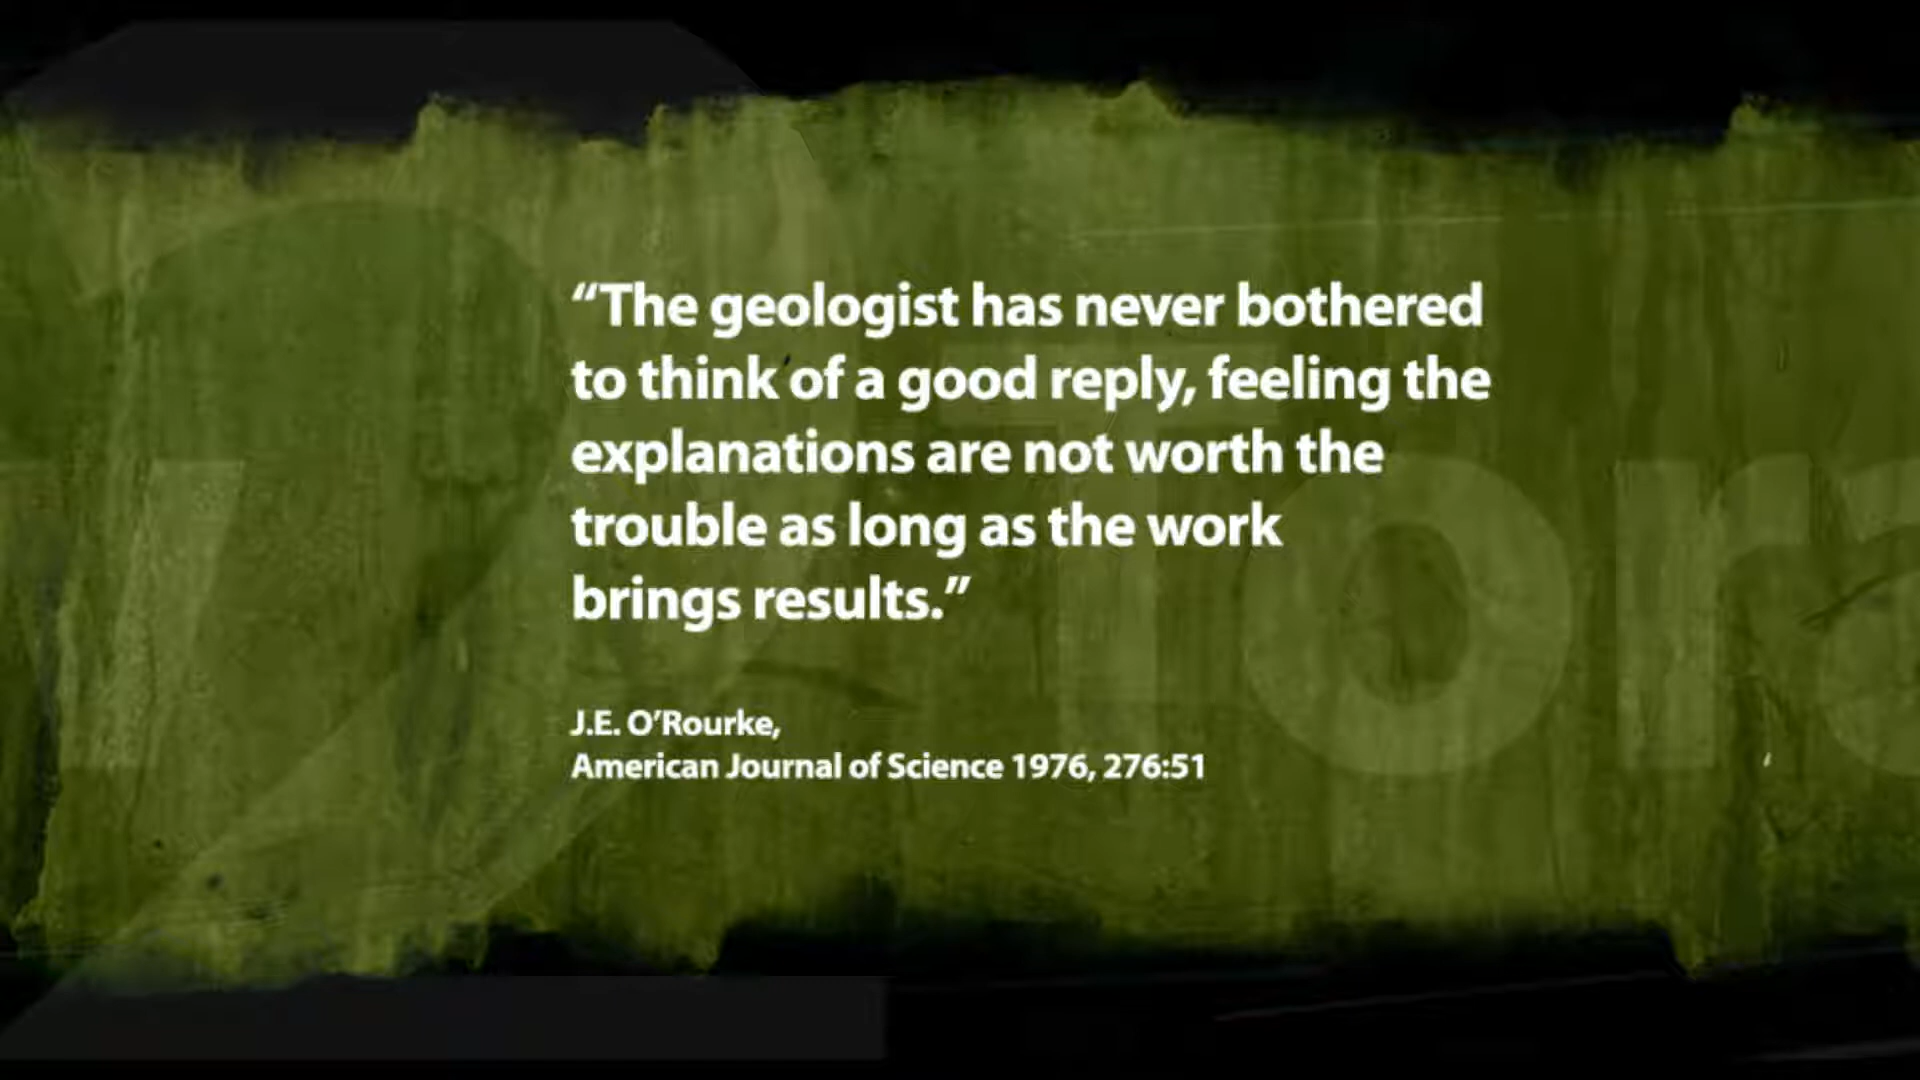 “The geologist has never bothered
to think of a good reply, feeling the
explanations are not worth the
trouble as long as the work
brings results.”
J.E. O’Rourke,
American Journal of Science 1976, 276:51